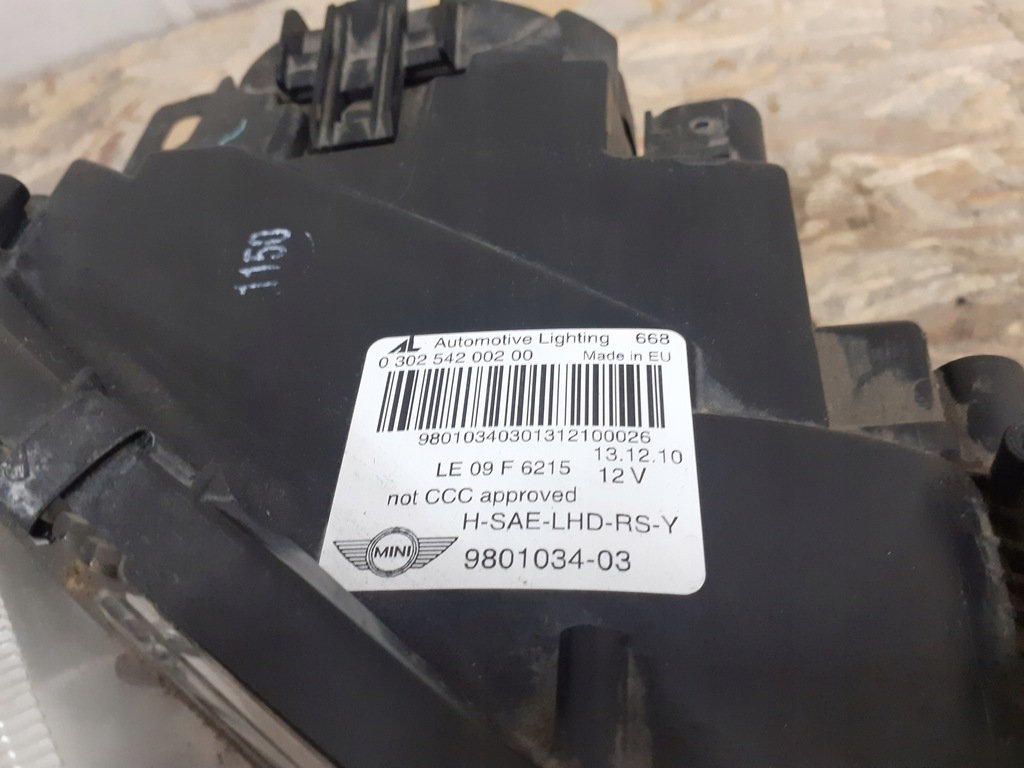 1150
AL Automotive Lighting 668
0 302 542 002 00 Made in EU
98010340301312100026
13.12.10
LE 09 F 6215 12 V
not CCC approved
H-SAE-LHD-RS-Y
MINI 9801034-03